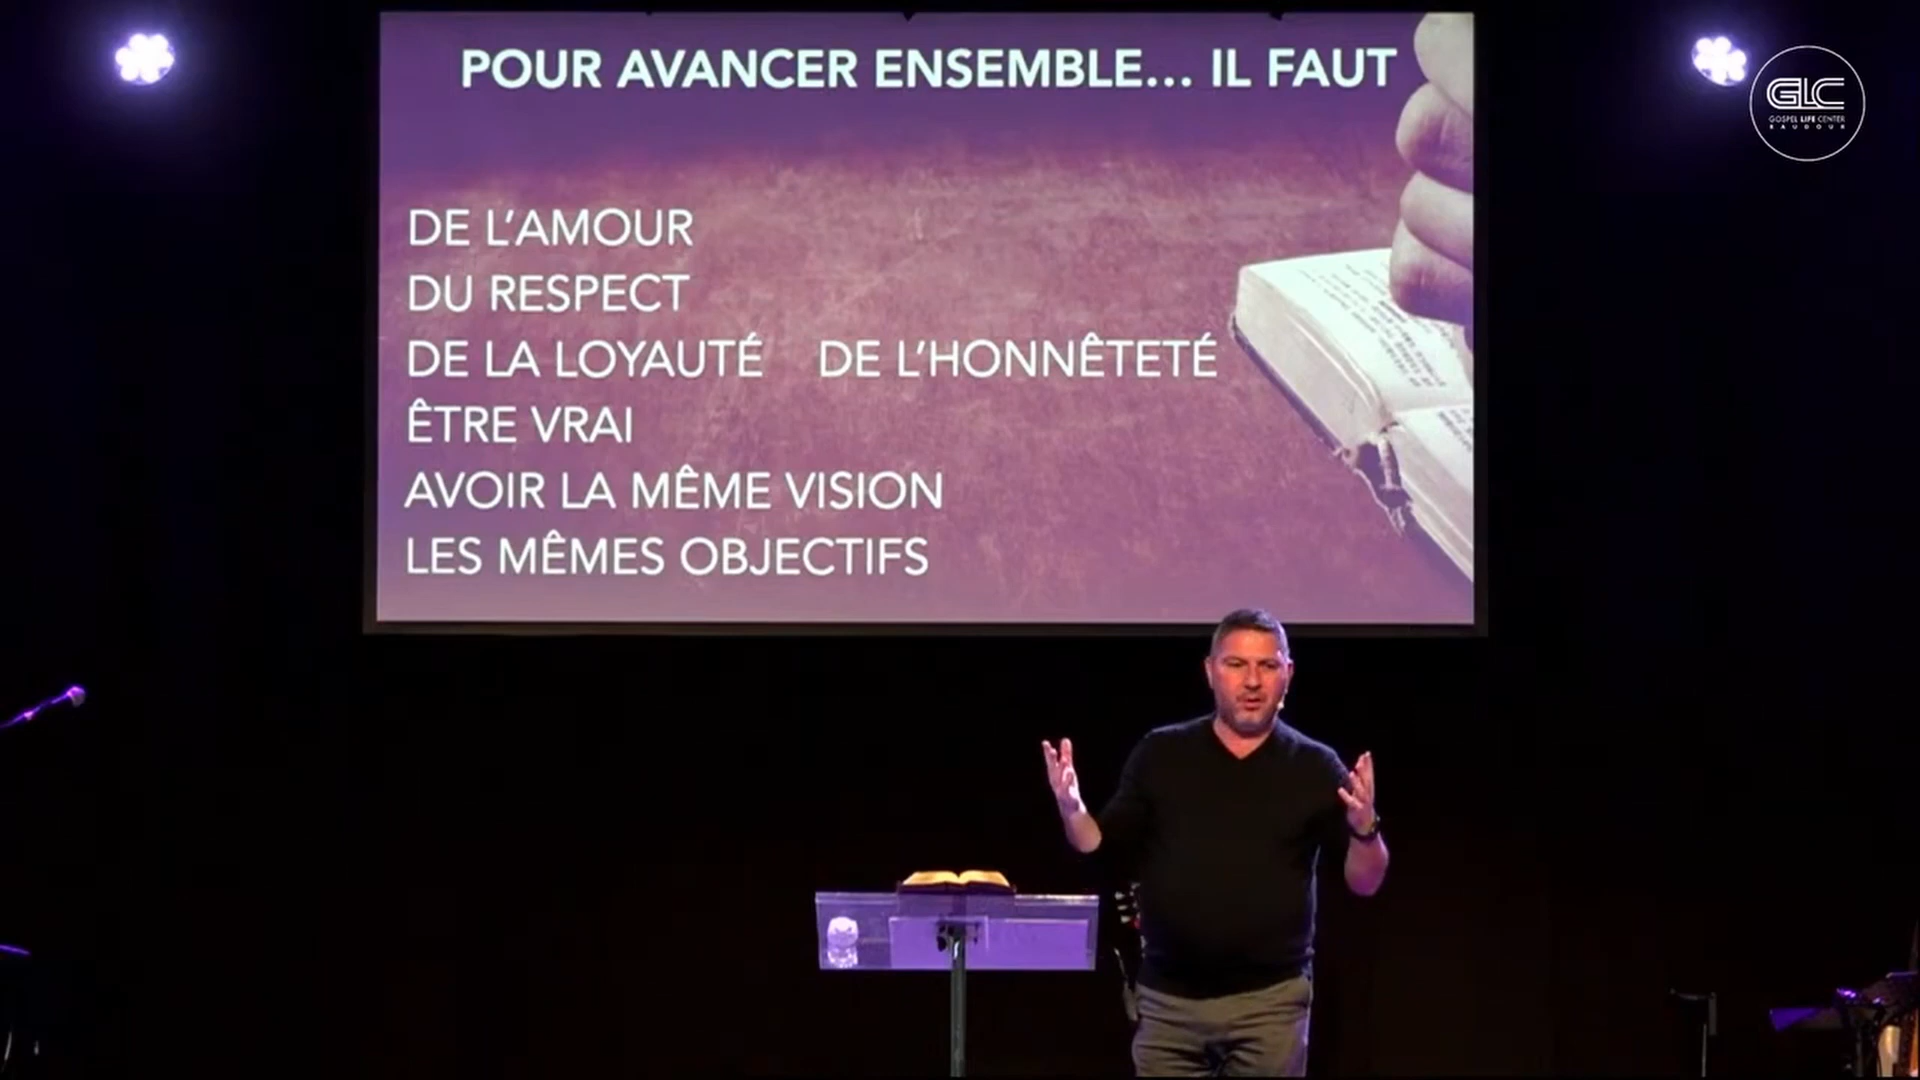 POUR AVANCER ENSEMBLE... IL FAUT
DE L'AMOUR
DU RESPECT
DE LA LOYAUTÉ DE L'HONNÊTETÉ
ÊTRE VRAI
AVOIR LA MÊME VISION
LES MÊMES OBJECTIFS
GLC
GOSPEL LIFE CENTER
BAUDOUR